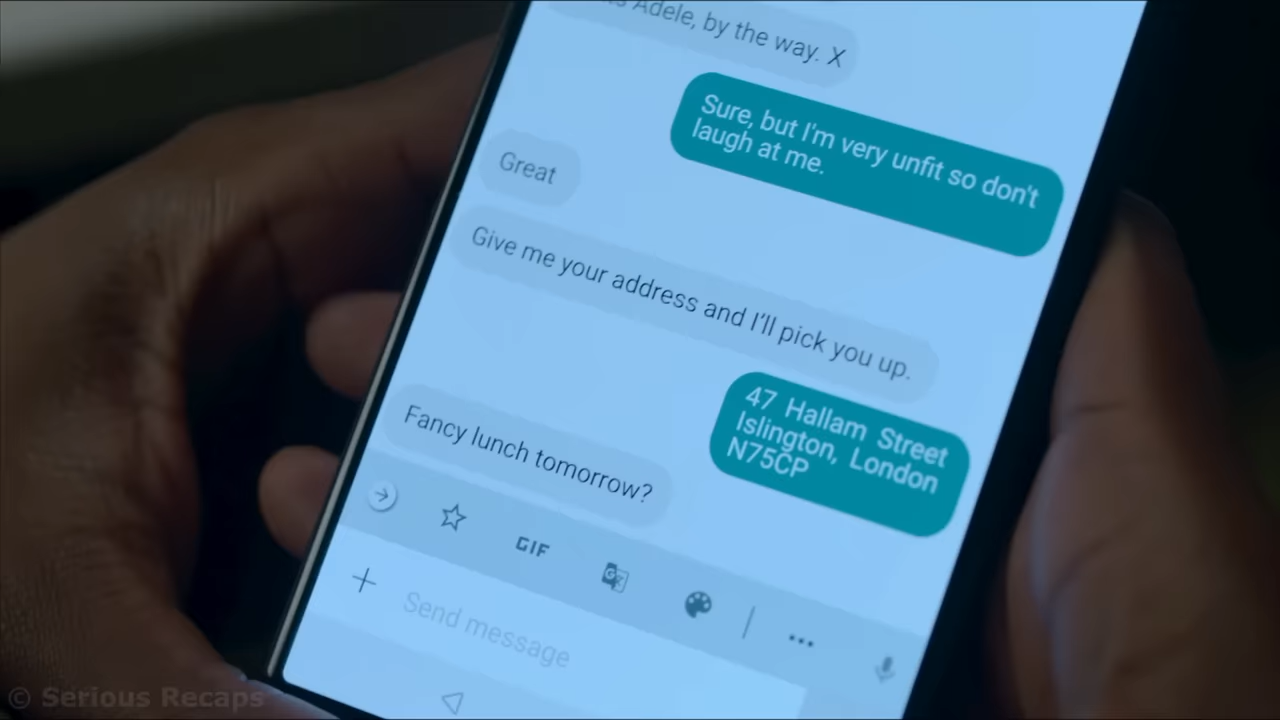 Adele, by the way. X
Sure, but I'm very unfit so don't
laugh at me.
Great
Give me your address and I'll pick you up.
47 Hallam Street
Islington, London
N75CP
Fancy lunch tomorrow?
GIF
Send message
© Serious Recaps